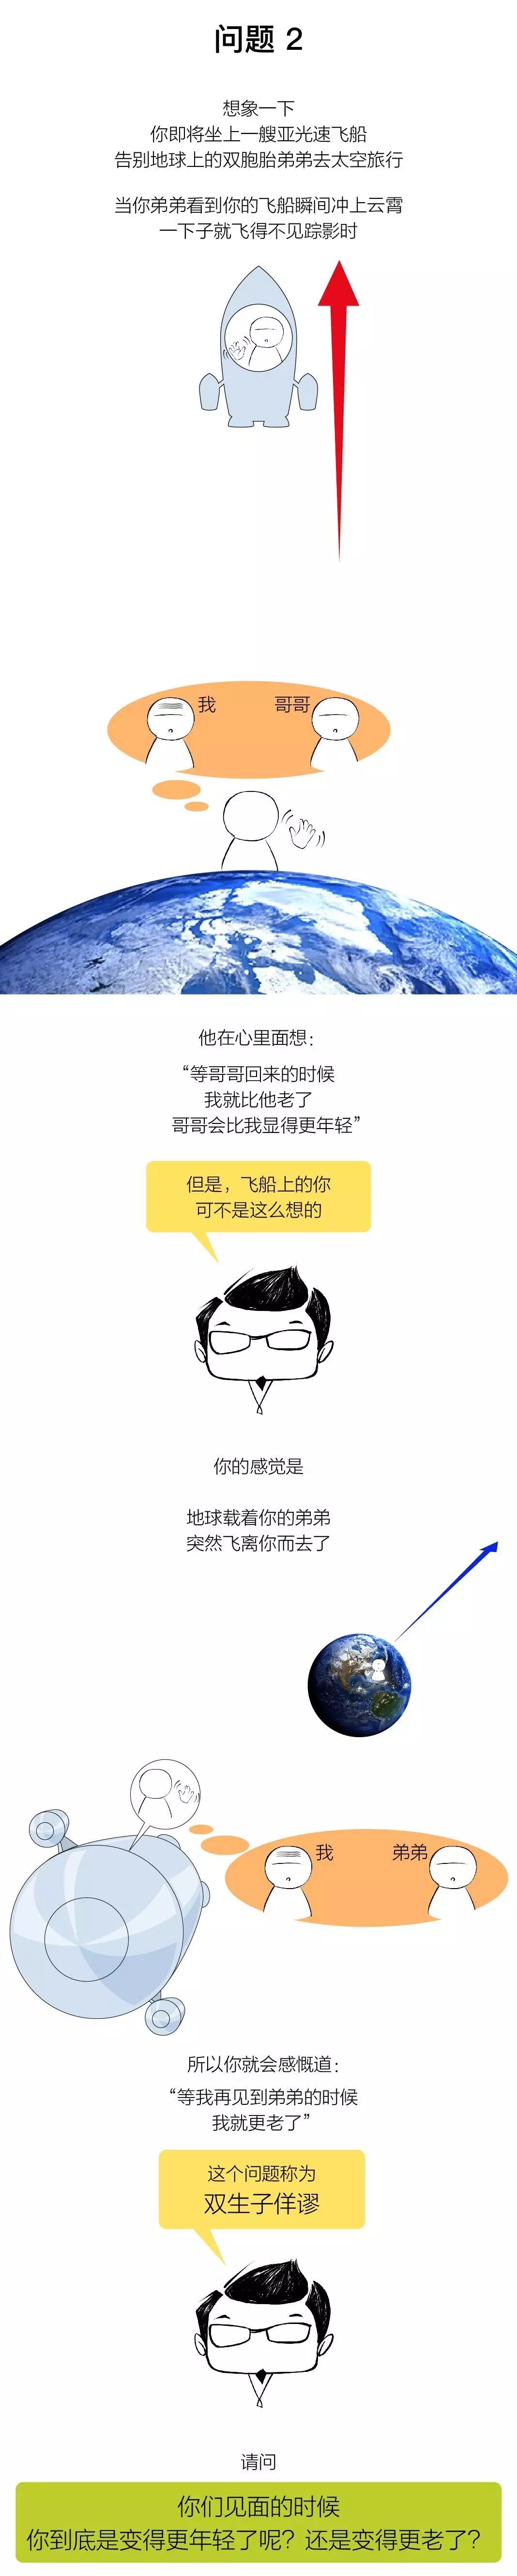 问题 2
想象一下
你即将坐上一艘亚光速飞船
告别地球上的双胞胎弟弟去太空旅行
当你弟弟看到你的飞船瞬间冲上云霄
一下子就飞得不见踪影时
我 哥哥
他在心里面想：
“等哥哥回来的时候
我就比他老了
哥哥会比我显得更年轻”
但是，飞船上的你
可不是这么想的
你的感觉是
地球载着你的弟弟
突然飞离你而去了
我 弟弟
所以你就会感慨道：
“等我再见到弟弟的时候
我就更老了”
这个问题称为
双生子佯谬
请问
你们见面的时候
你到底是变得更年轻了呢？还是变得更老了？